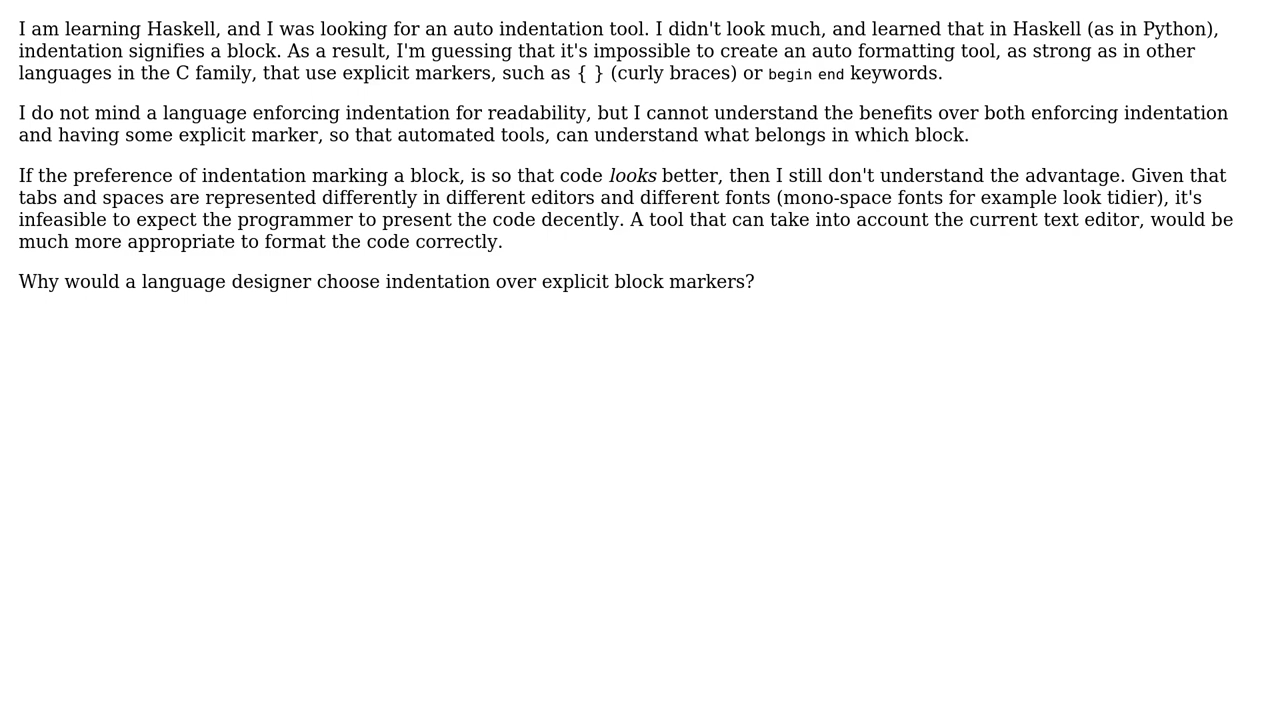 I am learning Haskell, and I was looking for an auto indentation tool. I didn't look much, and learned that in Haskell (as in Python),
indentation signifies a block. As a result, I'm guessing that it's impossible to create an auto formatting tool, as strong as in other
languages in the C family, that use explicit markers, such as { } (curly braces) or begin end keywords.
I do not mind a language enforcing indentation for readability, but I cannot understand the benefits over both enforcing indentation
and having some explicit marker, so that automated tools, can understand what belongs in which block.
If the preference of indentation marking a block, is so that code looks better, then I still don't understand the advantage. Given that
tabs and spaces are represented differently in different editors and different fonts (mono-space fonts for example look tidier), it's
infeasible to expect the programmer to present the code decently. A tool that can take into account the current text editor, would be
much more appropriate to format the code correctly.
Why would a language designer choose indentation over explicit block markers?